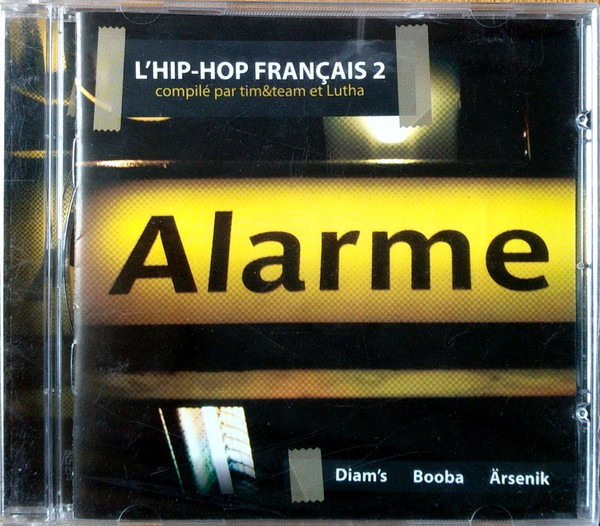 L'HIP-HOP FRANÇAIS 2
compilé par tim&team et Lutha
Alarme
Diam's Booba Ärsenik